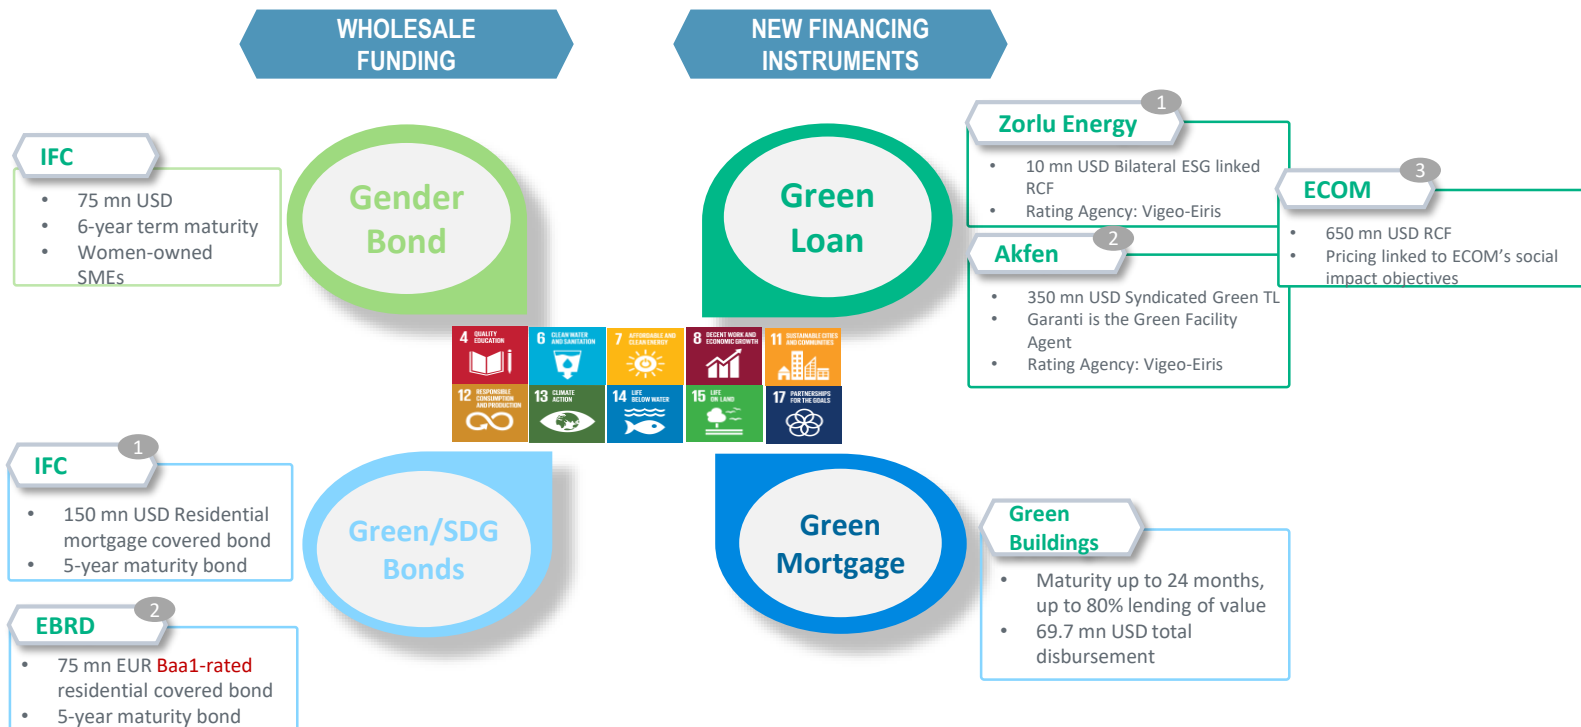 WHOLESALE
FUNDING
NEW FINANCING
INSTRUMENTS
IFC
• 75 mn USD
• 6-year term maturity
• Women-owned
SMEs
Gender
Bond
Green
Loan
1
Zorlu Energy
• 10 mn USD Bilateral ESG linked
RCF
• Rating Agency: Vigeo-Eiris
2
Akfen
• 350 mn USD Syndicated Green TL
• Garanti is the Green Facility
Agent
• Rating Agency: Vigeo-Eiris
3
ECOM
• 650 mn USD RCF
• Pricing linked to ECOM’s social
impact objectives
4 QUALITY
EDUCATION
6 CLEAN WATER
AND SANITATION
7 AFFORDABLE AND
CLEAN ENERGY
8 DECENT WORK AND
ECONOMIC GROWTH
11 SUSTAINABLE CITIES
AND COMMUNITIES
12 RESPONSIBLE
CONSUMPTION
AND PRODUCTION
13 CLIMATE
ACTION
14 LIFE
BELOW WATER
15 LIFE
ON LAND
17 PARTNERSHIPS
FOR THE GOALS
1
IFC
• 150 mn USD Residential
mortgage covered bond
• 5-year maturity bond
2
EBRD
• 75 mn EUR Baa1-rated
residential covered bond
• 5-year maturity bond
Green/SDG
Bonds
Green
Mortgage
Green
Buildings
• Maturity up to 24 months,
up to 80% lending of value
• 69.7 mn USD total
disbursement